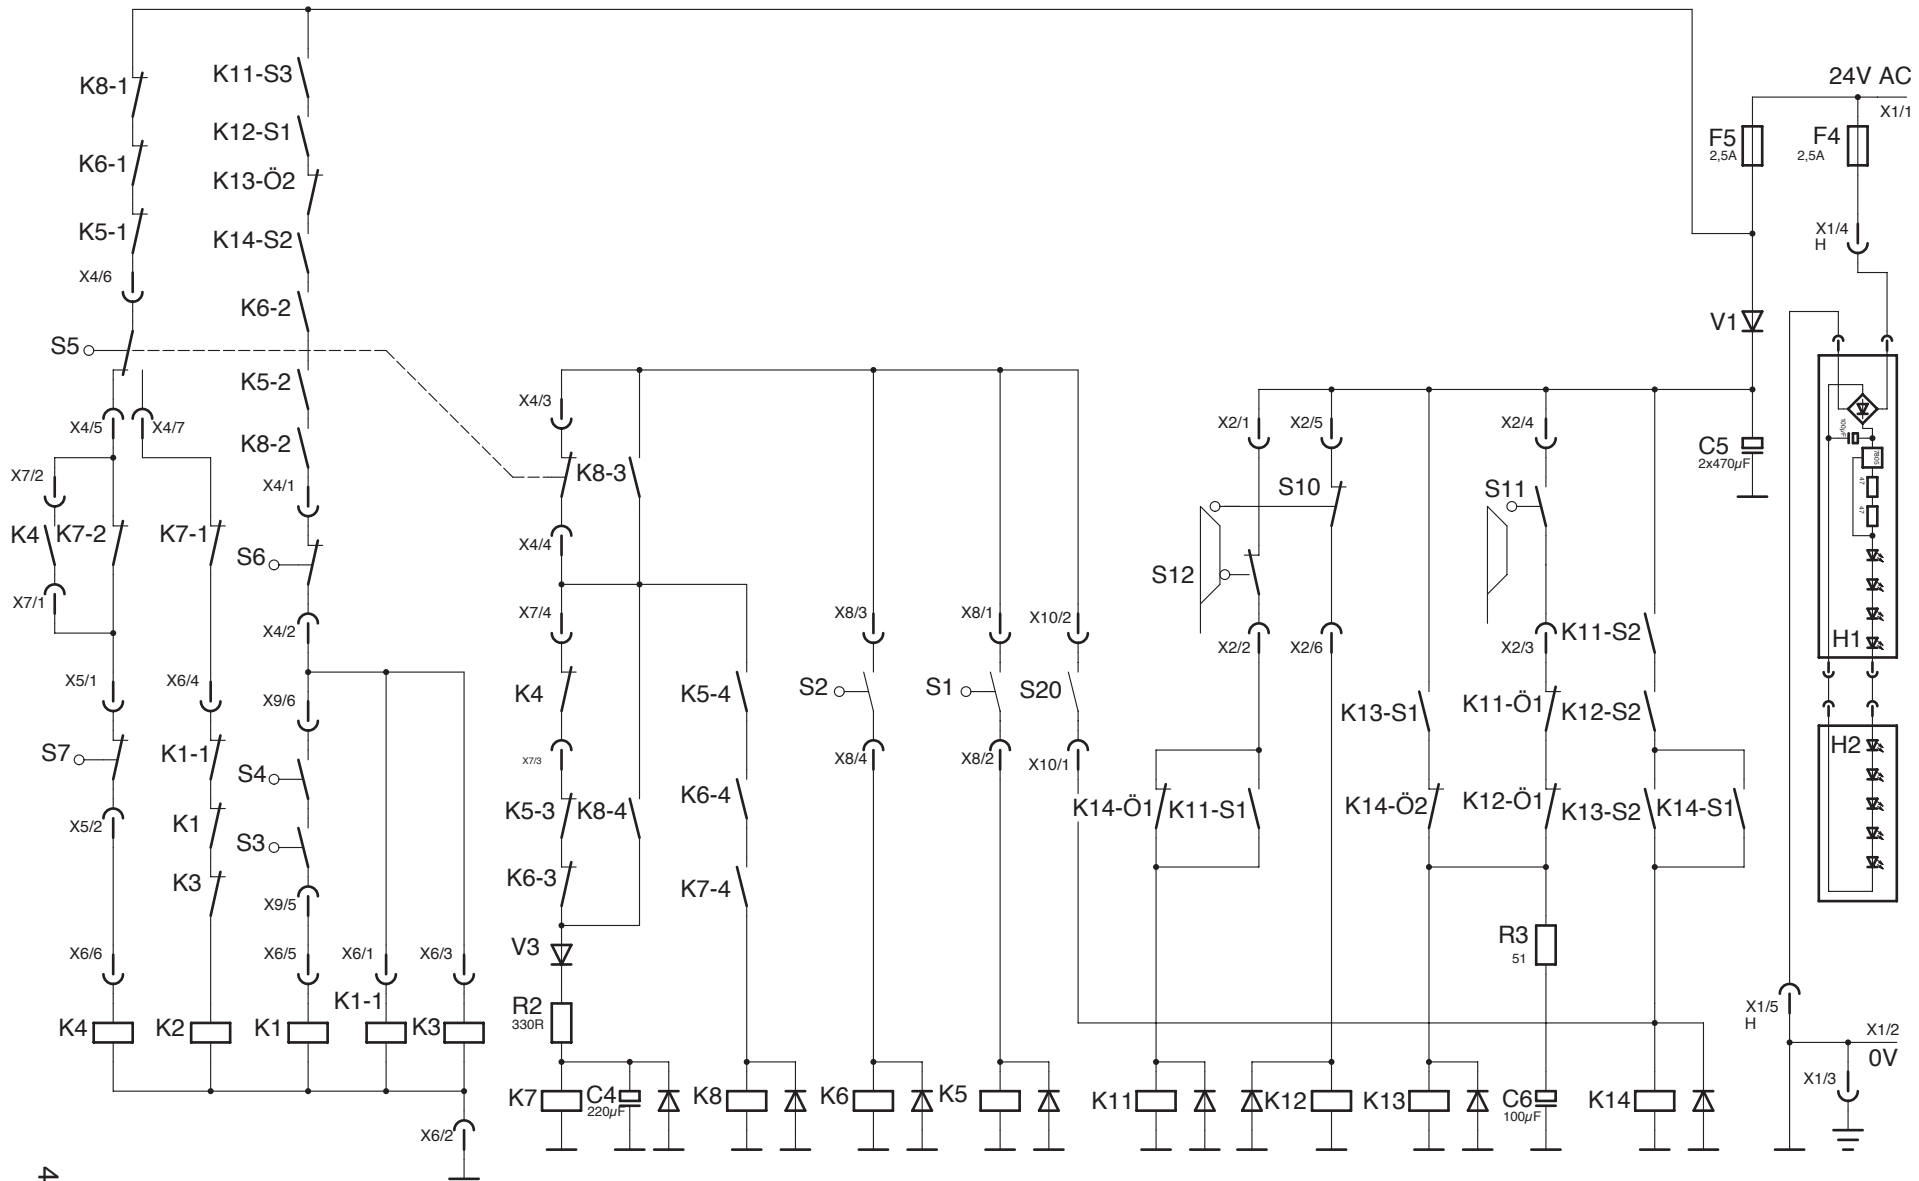 24V AC
X1/1
K8-1
K11-S3
K12-S1
F5
2,5A
F4
2,5A
K6-1
K13-Ö2
K5-1
K14-S2
X1/4
H
X4/6
K6-2
V1
S5
K5-2
X4/3
X4/5
X4/7
X2/1
X2/5
X2/4
100µF
K8-2
C5
2x470µF
7805
X7/2
K8-3
X4/1
S10
S11
47
47
K4
K7-2
K7-1
X4/4
S6
S12
X7/1
X7/4
X8/3
X8/1
X10/2
X4/2
X2/2
X2/6
X2/3
K11-S2
H1
X5/1
X6/4
K4
K5-4
S2
S1
S20
X9/6
K13-S1
K11-Ö1
K12-S2
S7
K1-1
S4
X7/3
X8/4
X8/2
X10/1
H2
X5/2
K1
S3
K5-3
K8-4
K6-4
K14-Ö1
K11-S1
K14-Ö2
K12-Ö1
K13-S2
K14-S1
K3
K6-3
K7-4
X9/5
X6/6
X6/5
X6/1
X6/3
V3
R3
51
K1-1
R2
330R
X1/5
H
K4
K2
K1
K3
X1/2
0V
X1/3
K7
C4
220µF
K8
K6
K5
K11
K12
K13
C6
100µF
K14
X6/2
4